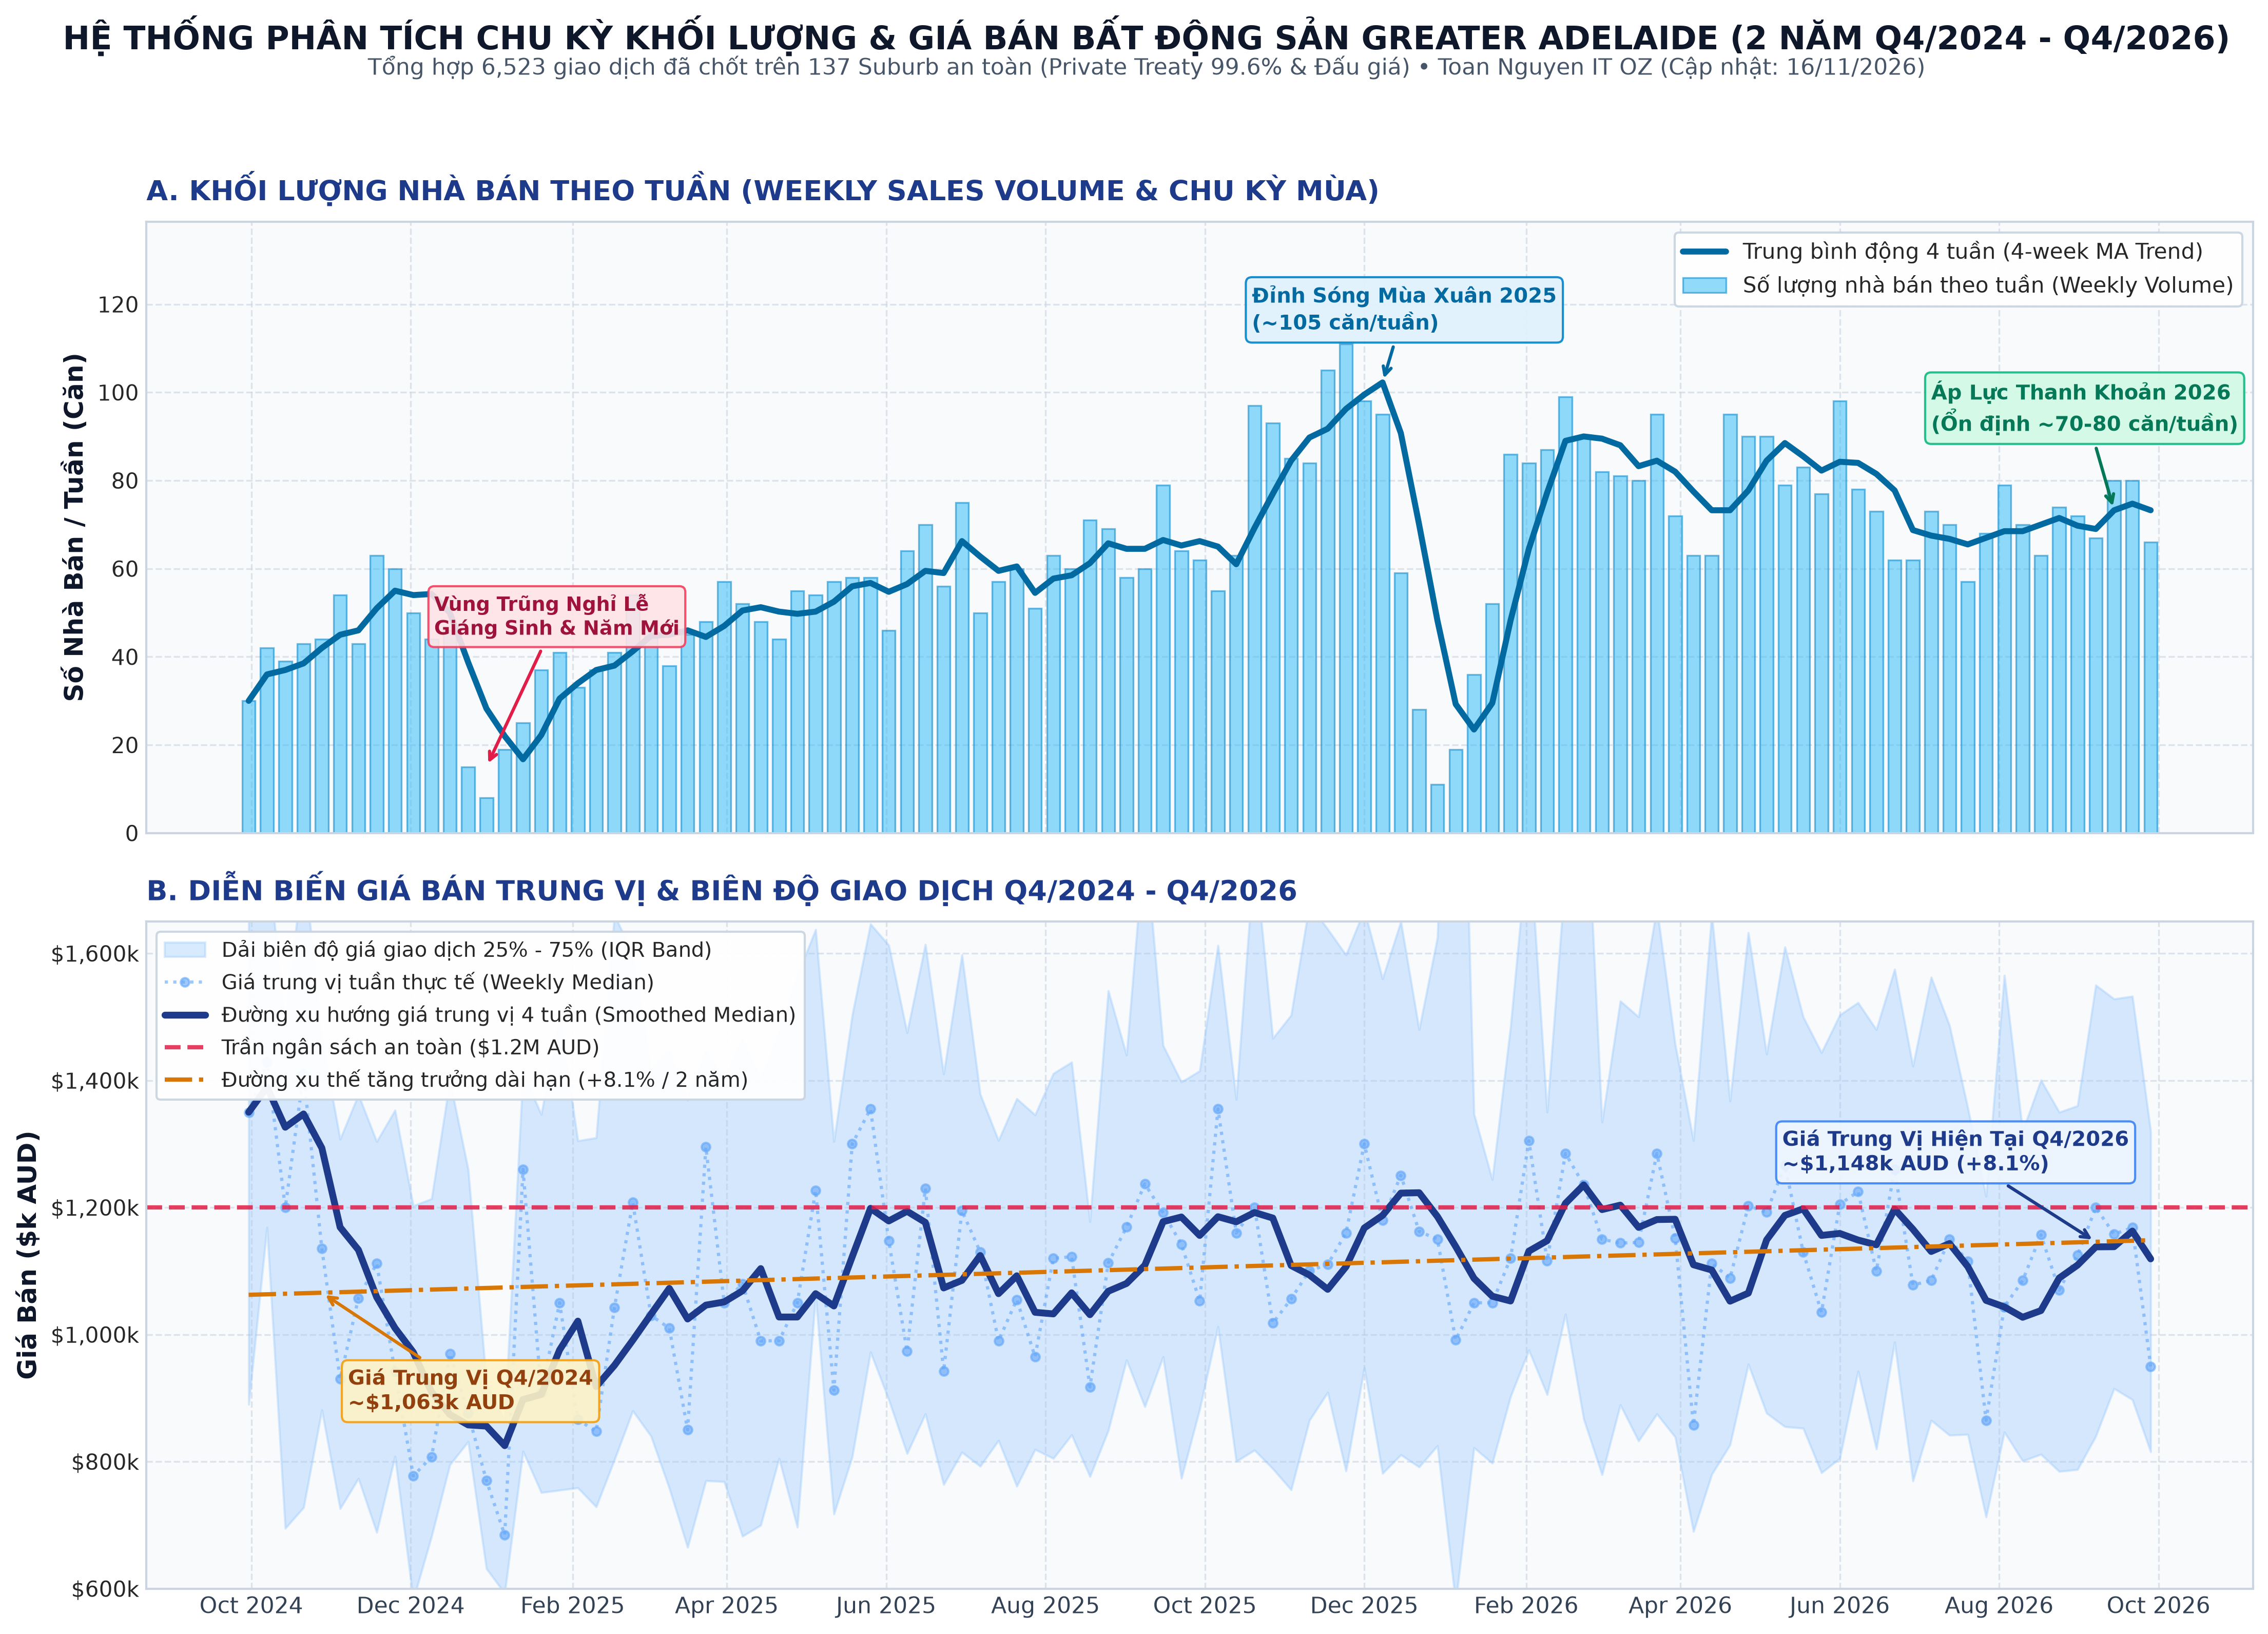 HỆ THỐNG PHÂN TÍCH CHU KỲ KHỐI LƯỢNG & GIÁ BÁN BẤT ĐỘNG SẢN GREATER ADELAIDE (2 NĂM Q4/2024 - Q4/2026)
Tổng hợp 6,523 giao dịch đã chốt trên 137 Suburb an toàn (Private Treaty 99.6% & Đấu giá) • Toan Nguyen IT OZ (Cập nhật: 16/11/2026)
A. KHỐI LƯỢNG NHÀ BÁN THEO TUẦN (WEEKLY SALES VOLUME & CHU KỲ MÙA)
Số Nhà Bán / Tuần (Căn)
120
100
80
60
40
20
0
Trung bình động 4 tuần (4-week MA Trend)
Số lượng nhà bán theo tuần (Weekly Volume)
Đỉnh Sóng Mùa Xuân 2025
(~105 căn/tuần)
Áp Lực Thanh Khoản 2026
(Ổn định ~70-80 căn/tuần)
Vùng Trũng Nghỉ Lễ
Giáng Sinh & Năm Mới
B. DIỄN BIẾN GIÁ BÁN TRUNG VỊ & BIÊN ĐỘ GIAO DỊCH Q4/2024 - Q4/2026
Giá Bán ($k AUD)
$1,600k
$1,400k
$1,200k
$1,000k
$800k
$600k
Dải biên độ giá giao dịch 25% - 75% (IQR Band)
Giá trung vị tuần thực tế (Weekly Median)
Đường xu hướng giá trung vị 4 tuần (Smoothed Median)
Trần ngân sách an toàn ($1.2M AUD)
Đường xu thế tăng trưởng dài hạn (+8.1% / 2 năm)
Giá Trung Vị Hiện Tại Q4/2026
~$1,148k AUD (+8.1%)
Giá Trung Vị Q4/2024
~$1,063k AUD
Oct 2024
Dec 2024
Feb 2025
Apr 2025
Jun 2025
Aug 2025
Oct 2025
Dec 2025
Feb 2026
Apr 2026
Jun 2026
Aug 2026
Oct 2026